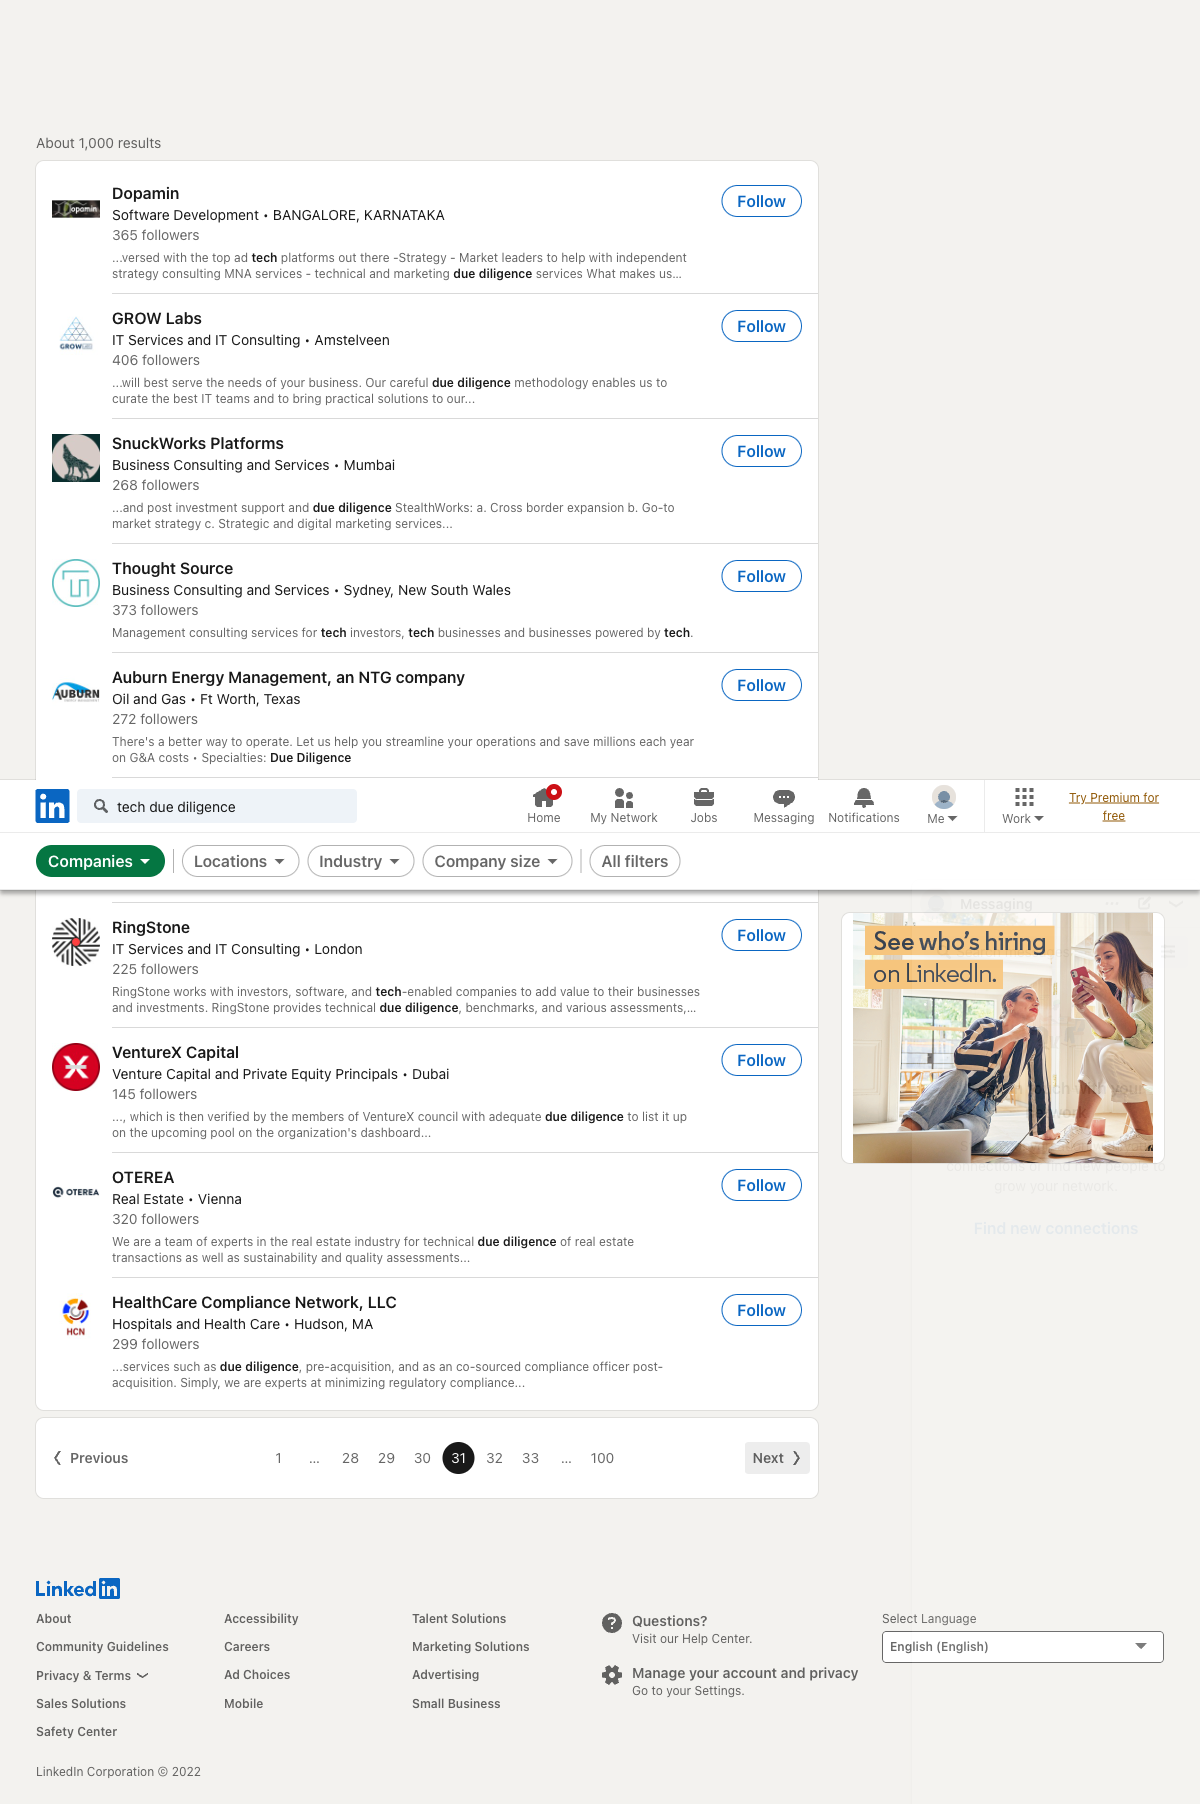 About 1,000 results
Dopamin
Dopamin
Follow
Software Development • BANGALORE, KARNATAKA
365 followers
...versed with the top ad tech platforms out there -Strategy - Market leaders to help with independent
strategy consulting MNA services - technical and marketing due diligence services What makes us...
GROW Labs
Follow
IT Services and IT Consulting • Amstelveen
406 followers
...will best serve the needs of your business. Our careful due diligence methodology enables us to
curate the best IT teams and to bring practical solutions to our...
SnuckWorks Platforms
Follow
Business Consulting and Services • Mumbai
268 followers
...and post investment support and due diligence StealthWorks: a. Cross border expansion b. Go-to
market strategy c. Strategic and digital marketing services...
Thought Source
Follow
Business Consulting and Services • Sydney, New South Wales
373 followers
Management consulting services for tech investors, tech businesses and businesses powered by tech.
AUBURN
Auburn Energy Management, an NTG company
Follow
Oil and Gas • Ft Worth, Texas
272 followers
There's a better way to operate. Let us help you streamline your operations and save millions each year
on G&A costs • Specialties: Due Diligence
in
tech due diligence
Home
My Network
Jobs
Messaging
Notifications
Me
Work
Try Premium for
free
Companies
Locations
Industry
Company size
All filters
Messaging
RingStone
Follow
IT Services and IT Consulting • London
225 followers
RingStone works with investors, software, and tech-enabled companies to add value to their businesses
and investments. RingStone provides technical due diligence, benchmarks, and various assessments,...
See who's hiring
on LinkedIn.
VentureX Capital
Follow
Venture Capital and Private Equity Principals • Dubai
145 followers
..., which is then verified by the members of VentureX council with adequate due diligence to list it up
on the upcoming pool on the organization's dashboard...
connections or find new people to
grow your network.
Find new connections
OTEREA
OTEREA
Follow
Real Estate • Vienna
320 followers
We are a team of experts in the real estate industry for technical due diligence of real estate
transactions as well as sustainability and quality assessments...
HCN
HealthCare Compliance Network, LLC
Follow
Hospitals and Health Care • Hudson, MA
299 followers
...services such as due diligence, pre-acquisition, and as an co-sourced compliance officer post-
acquisition. Simply, we are experts at minimizing regulatory compliance...
Previous 1 ... 28 29 30 31 32 33 ... 100 Next
Linked in
About
Community Guidelines
Privacy & Terms
Sales Solutions
Safety Center
Accessibility
Careers
Ad Choices
Mobile
Talent Solutions
Marketing Solutions
Advertising
Small Business
Questions?
Visit our Help Center.
Manage your account and privacy
Go to your Settings.
Select Language
English (English)
LinkedIn Corporation © 2022